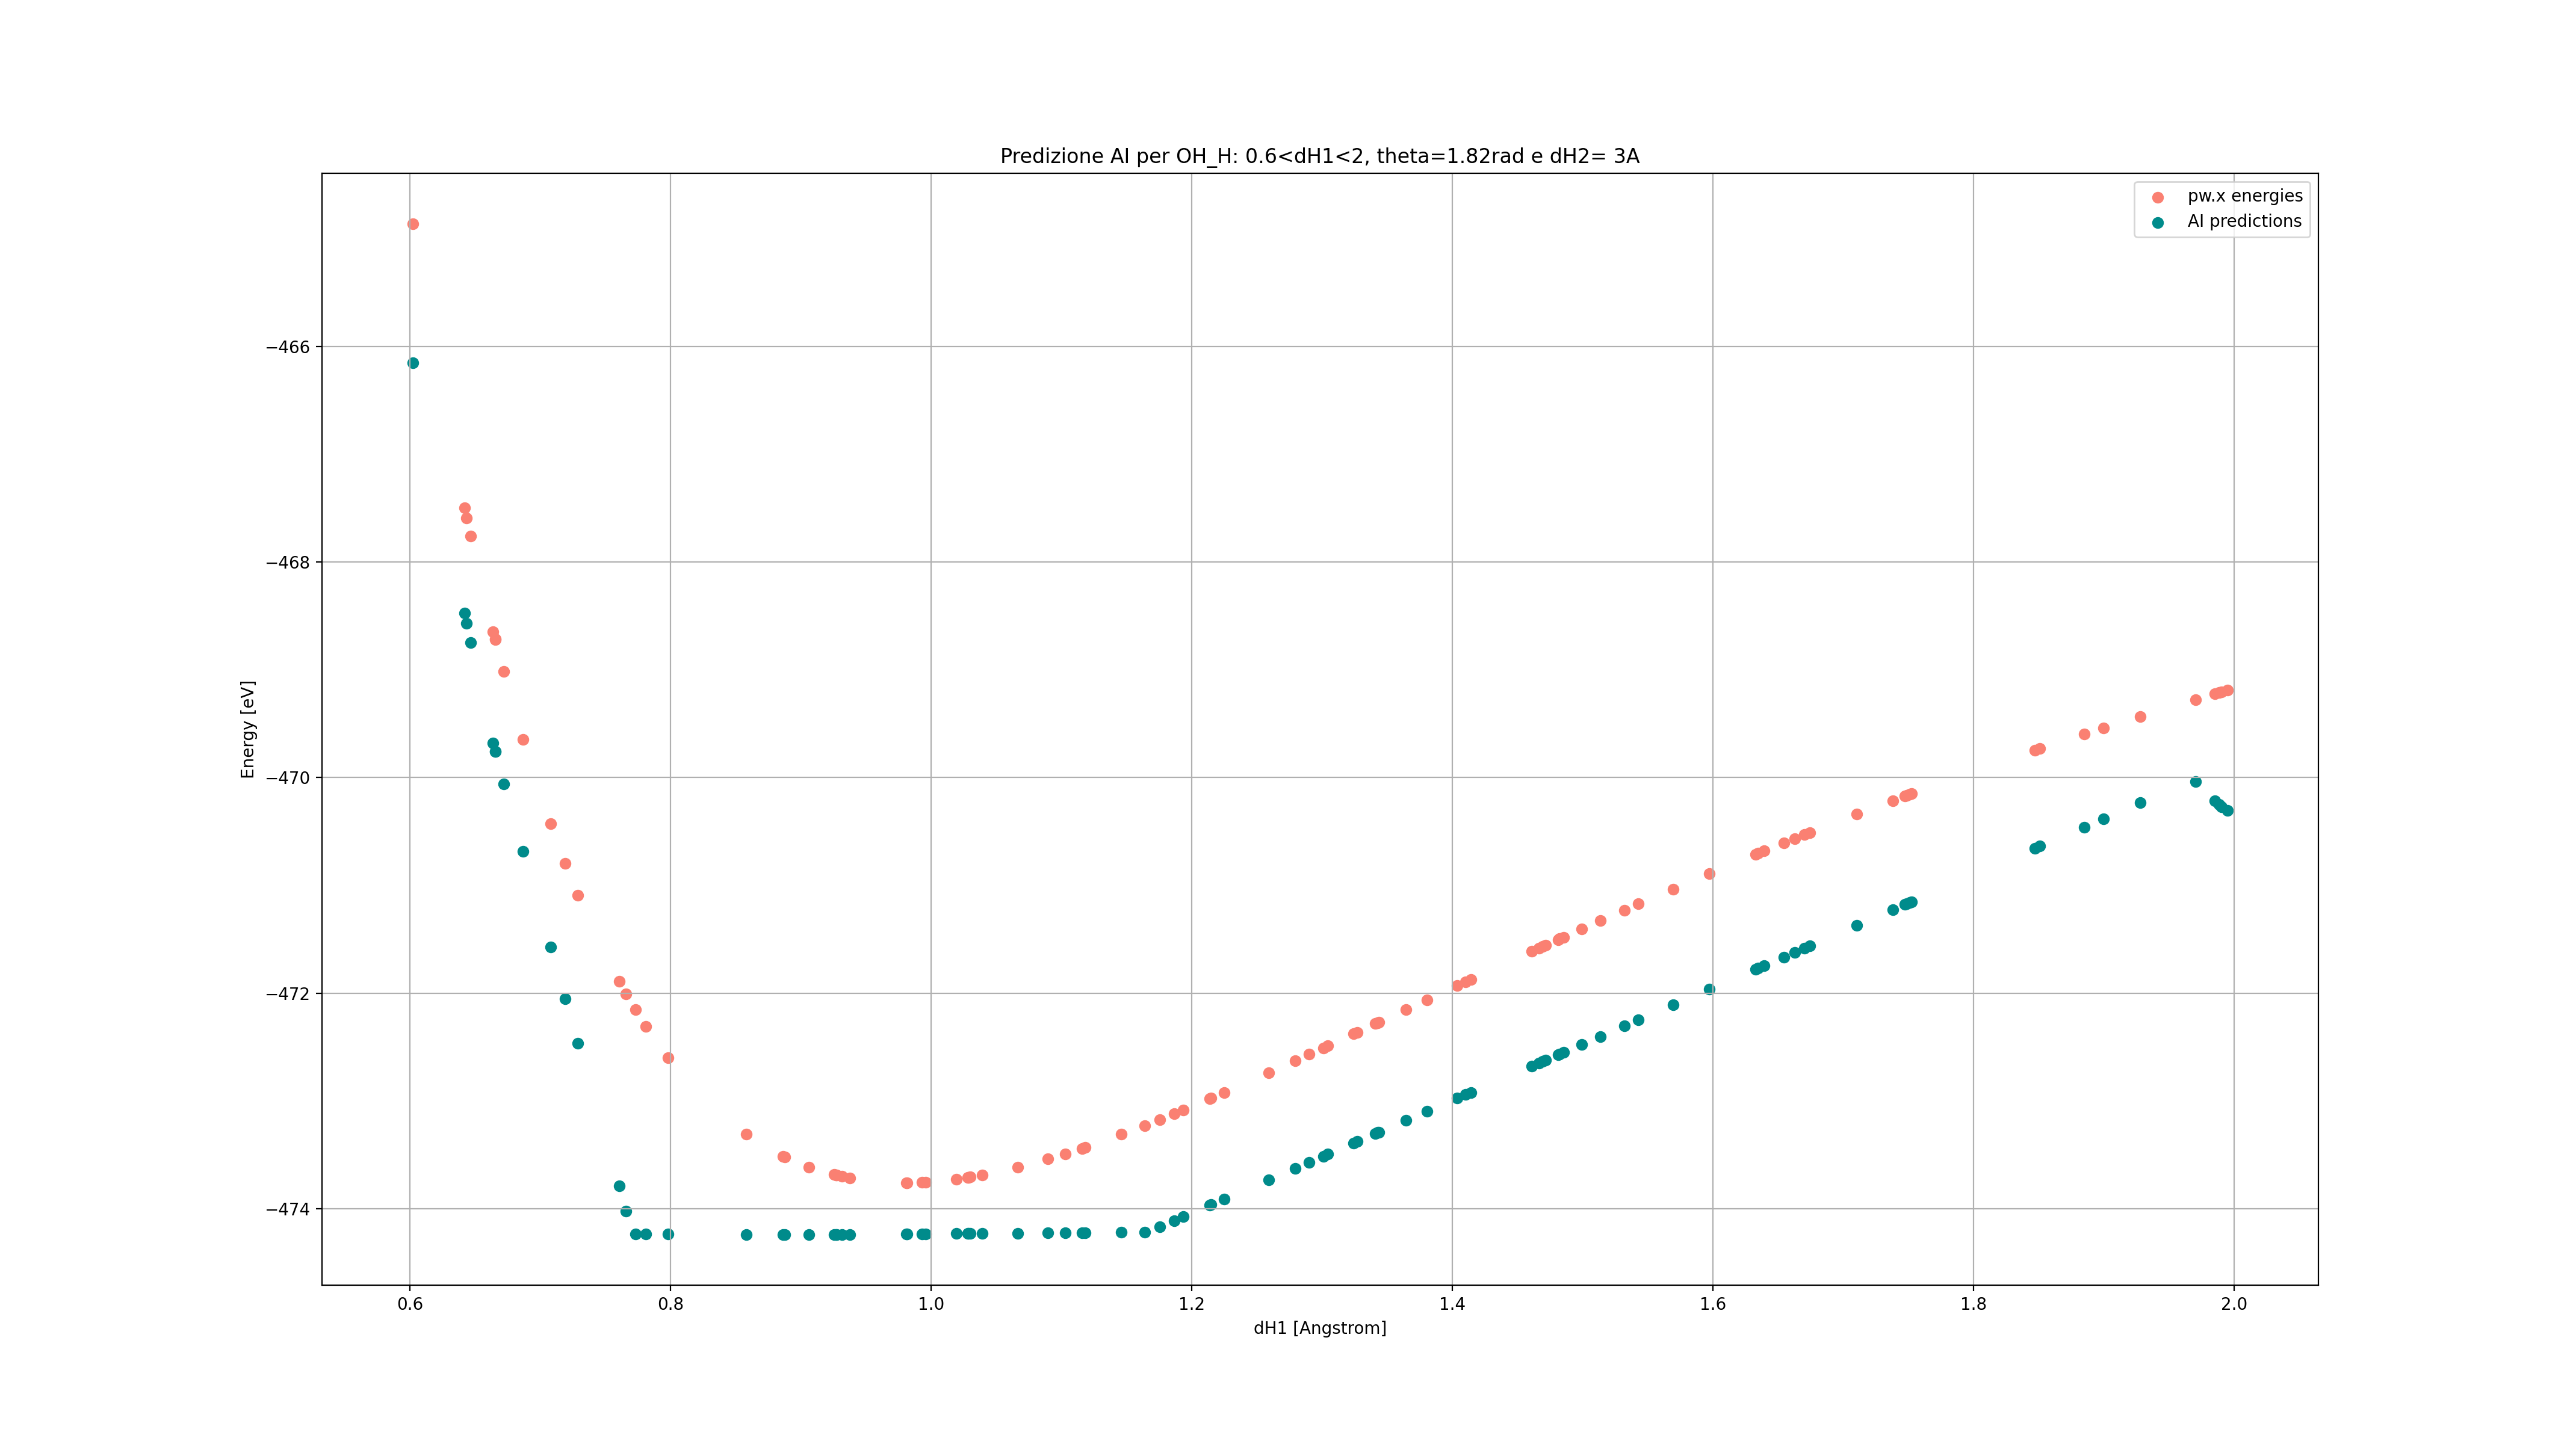 Predizione AI per OH_H: 0.6<dH1<2, theta=1.82rad e dH2= 3A
pw.x energies
AI predictions
−466
−468
−470
−472
−474
Energy [eV]
0.6 0.8 1.0 1.2 1.4 1.6 1.8 2.0
dH1 [Angstrom]